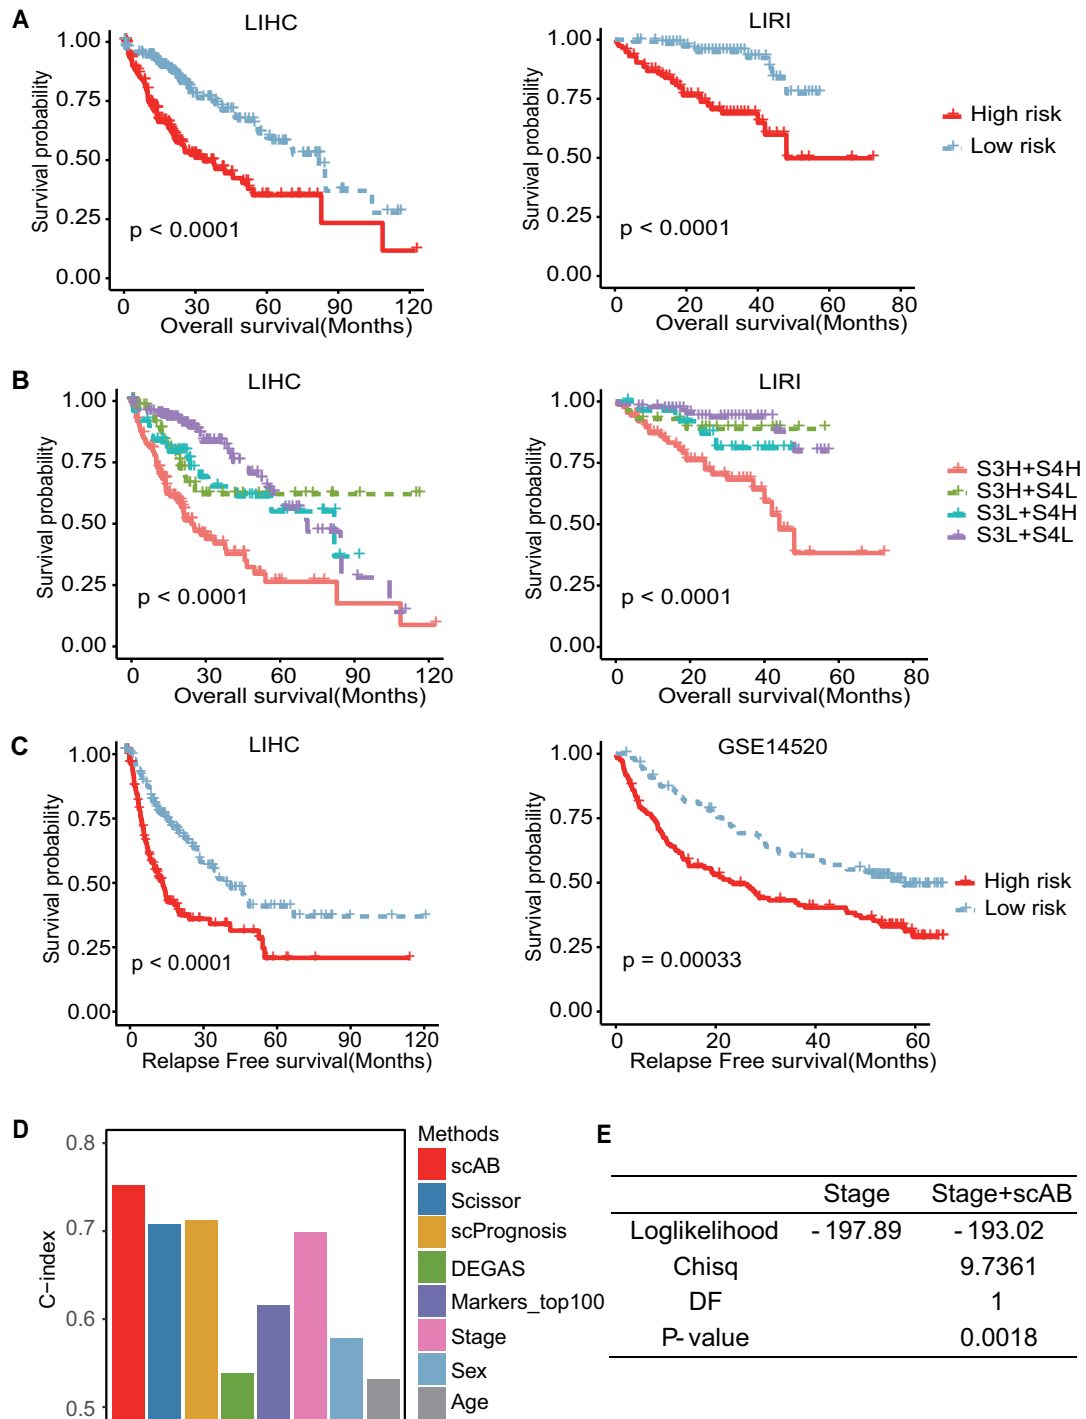 A
LIHC
LIRI
Survival probability
1.00
0.75
0.50
0.25
0.00
p < 0.0001
0 30 60 90 120
Overall survival(Months)
Survival probability
1.00
0.75
0.50
0.25
0.00
p < 0.0001
0 20 40 60 80
Overall survival(Months)
High risk
Low risk
B
LIHC
LIRI
Survival probability
1.00
0.75
0.50
0.25
0.00
p < 0.0001
0 30 60 90 120
Overall survival(Months)
Survival probability
1.00
0.75
0.50
0.25
0.00
p < 0.0001
0 20 40 60 80
Overall survival(Months)
S3H+S4H
S3H+S4L
S3L+S4H
S3L+S4L
C
LIHC
GSE14520
Survival probability
1.00
0.75
0.50
0.25
0.00
p < 0.0001
0 30 60 90 120
Relapse Free survival(Months)
Survival probability
1.00
0.75
0.50
0.25
0.00
p = 0.00033
0 20 40 60
Relapse Free survival(Months)
High risk
Low risk
D
C-index
0.8
0.7
0.6
0.5
Methods
scAB
Scissor
scPrognosis
DEGAS
Markers_top100
Stage
Sex
Age
E
Stage Stage+scAB
Loglikelihood -197.89 -193.02
Chisq 9.7361
DF 1
P-value 0.0018